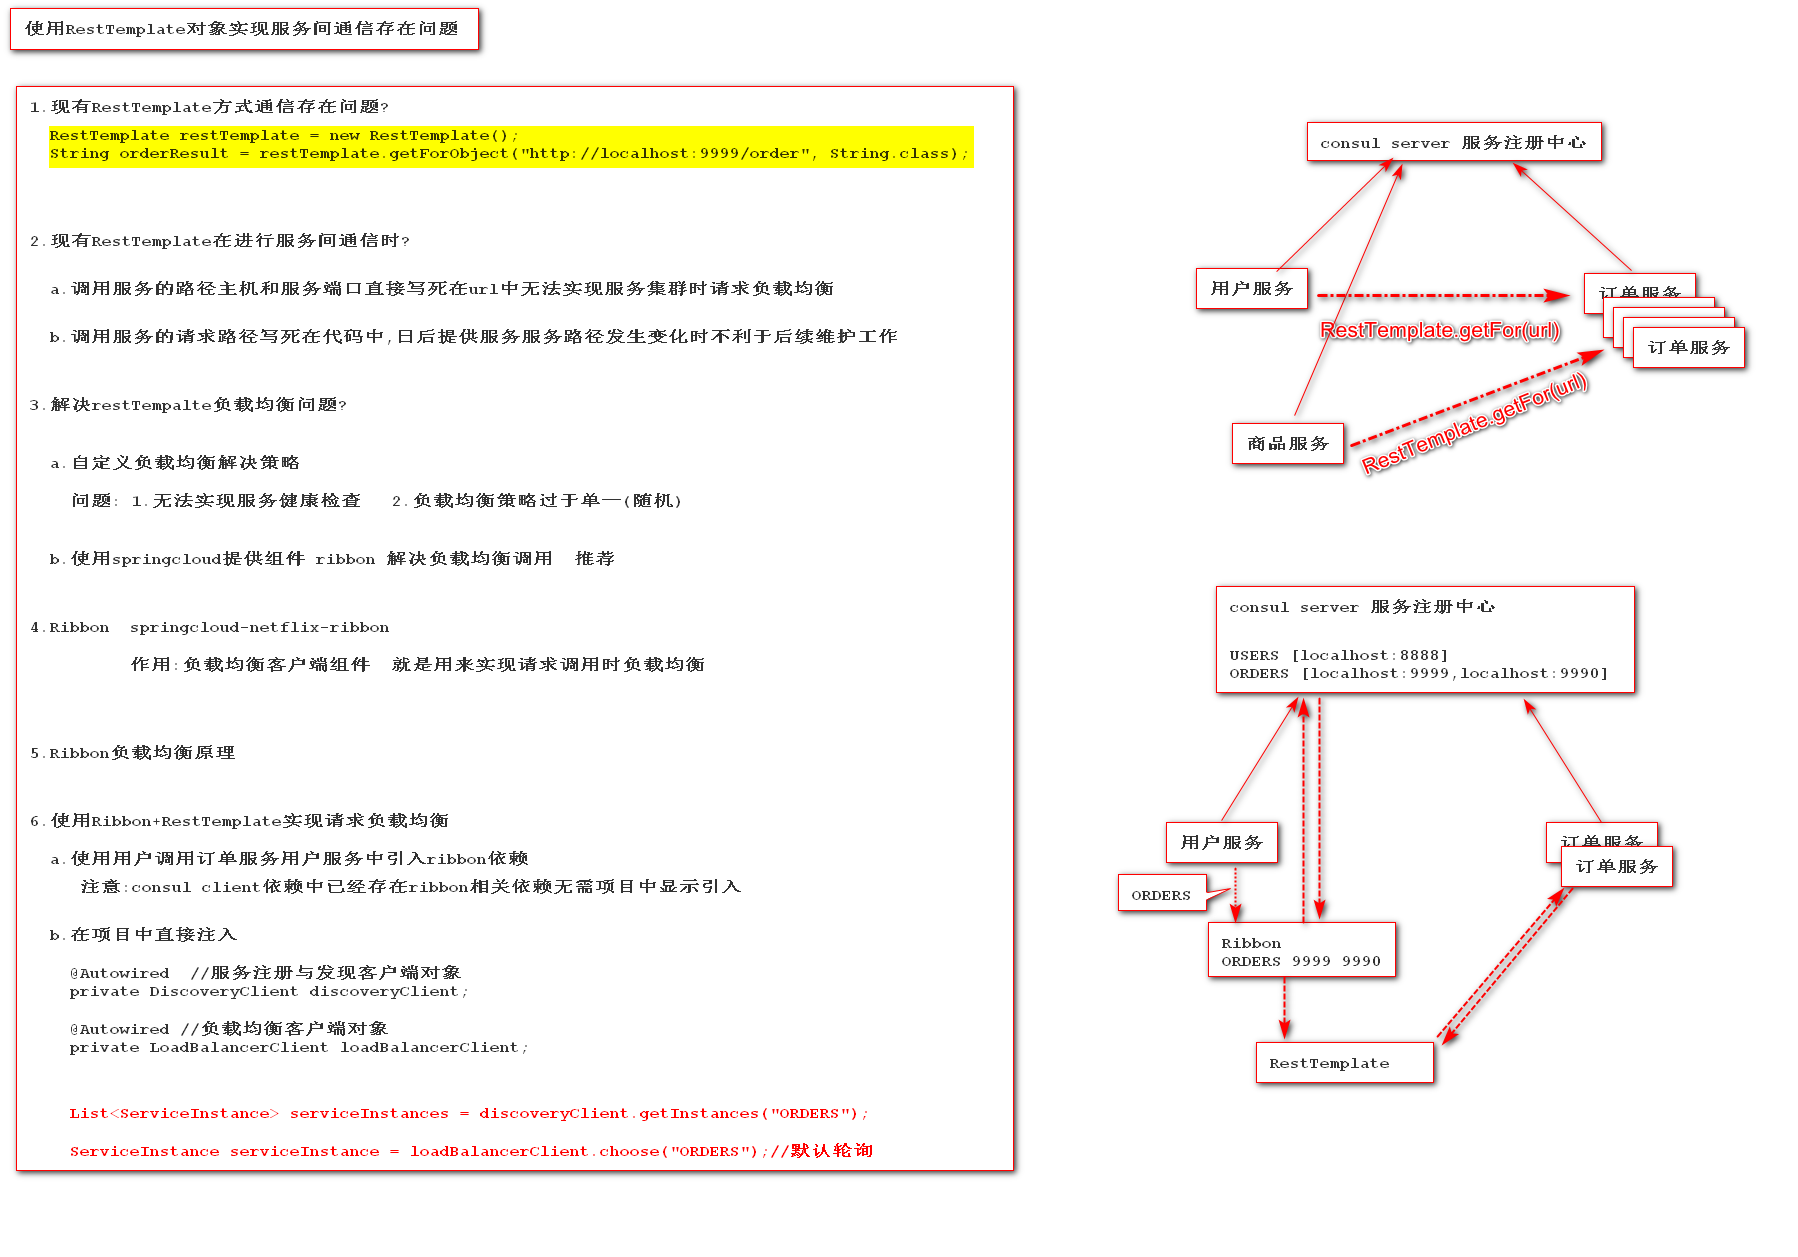 使用RestTemplate对象实现服务间通信存在问题
1.现有RestTemplate方式通信存在问题?
RestTemplate restTemplate = new RestTemplate();
String orderResult = restTemplate.getForObject("http://localhost:9999/order", String.class);
2.现有RestTemplate在进行服务间通信时?
a.调用服务的路径主机和服务端口直接写死在url中无法实现服务集群时请求负载均衡
b.调用服务的请求路径写死在代码中,日后提供服务服务路径发生变化时不利于后续维护工作
3.解决restTempalte负载均衡问题?
a.自定义负载均衡解决策略
问题: 1.无法实现服务健康检查 2.负载均衡策略过于单一(随机)
b.使用springcloud提供组件 ribbon 解决负载均衡调用 推荐
4.Ribbon springcloud-netflix-ribbon
作用:负载均衡客户端组件 就是用来实现请求调用时负载均衡
5.Ribbon负载均衡原理
6.使用Ribbon+RestTemplate实现请求负载均衡
a.使用用户调用订单服务用户服务中引入ribbon依赖
注意:consul client依赖中已经存在ribbon相关依赖无需项目中显示引入
b.在项目中直接注入
@Autowired //服务注册与发现客户端对象
private DiscoveryClient discoveryClient;
@Autowired //负载均衡客户端对象
private LoadBalancerClient loadBalancerClient;
List<ServiceInstance> serviceInstances = discoveryClient.getInstances("ORDERS");
ServiceInstance serviceInstance = loadBalancerClient.choose("ORDERS");//默认轮询
consul server 服务注册中心
用户服务
订单服务
RestTemplate.getFor(url)
订单服务
RestTemplate.getFor(url)
商品服务
consul server 服务注册中心
USERS [localhost:8888]
ORDERS [localhost:9999,localhost:9990]
用户服务
订单服务
订单服务
ORDERS
Ribbon
ORDERS 9999 9990
RestTemplate